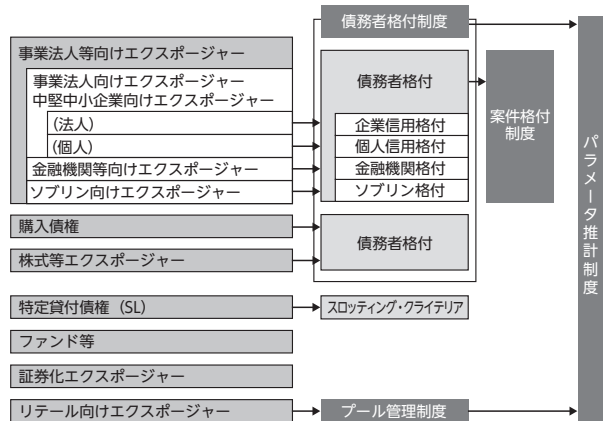 債務者格付制度
事業法人等向けエクスポージャー
事業法人向けエクスポージャー
中堅中小企業向けエクスポージャー
(法人)
(個人)
金融機関等向けエクスポージャー
ソブリン向けエクスポージャー
債務者格付
企業信用格付
個人信用格付
金融機関格付
ソブリン格付
案件格付
制度
パラメータ推計制度
購入債権
株式等エクスポージャー
債務者格付
特定貸付債権（SL）
スロッティング・クライテリア
ファンド等
証券化エクスポージャー
リテール向けエクスポージャー
プール管理制度